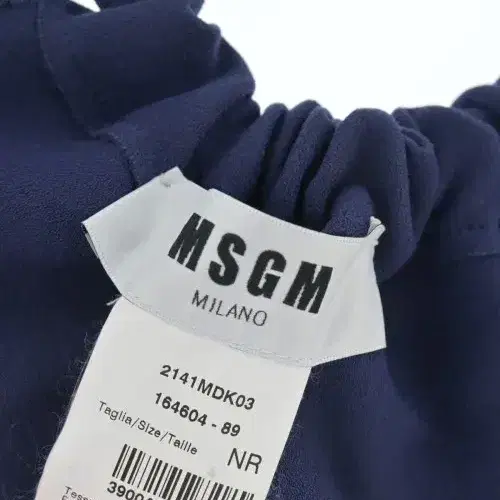 MSGM
MILANO
2141MDK03
164604 - 89
Taglia/Size/Taille
NR